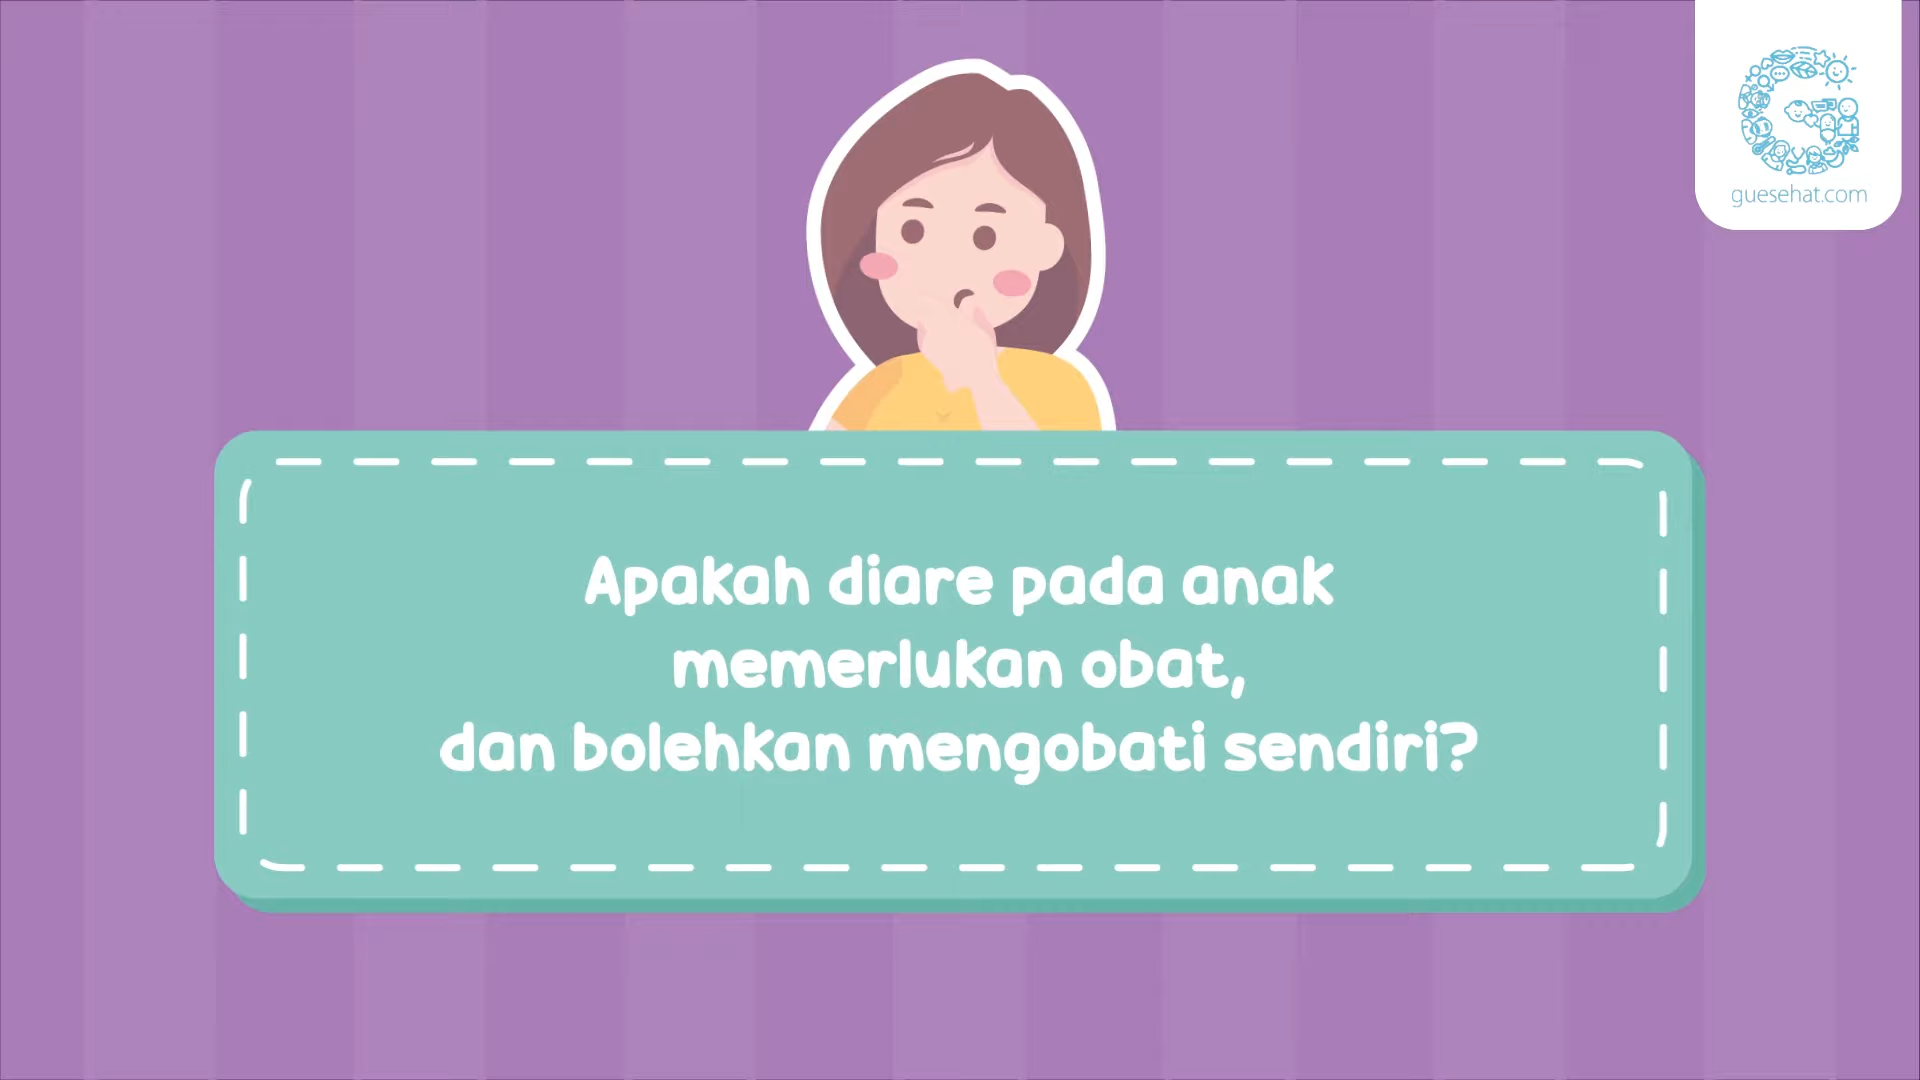 guesehat.com
Apakah diare pada anak
memerlukan obat,
dan bolehkan mengobati sendiri?